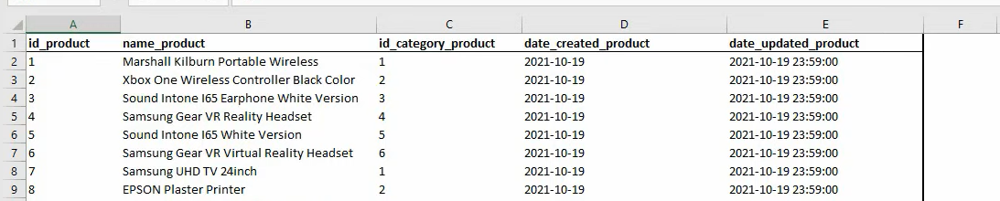 A B C D E F
1 id_product name_product id_category_product date_created_product date_updated_product
2 1 Marshall Kilburn Portable Wireless 1 2021-10-19 2021-10-19 23:59:00
3 2 Xbox One Wireless Controller Black Color 2 2021-10-19 2021-10-19 23:59:00
4 3 Sound Intone I65 Earphone White Version 3 2021-10-19 2021-10-19 23:59:00
5 4 Samsung Gear VR Reality Headset 4 2021-10-19 2021-10-19 23:59:00
6 5 Sound Intone I65 White Version 5 2021-10-19 2021-10-19 23:59:00
7 6 Samsung Gear VR Virtual Reality Headset 6 2021-10-19 2021-10-19 23:59:00
8 7 Samsung UHD TV 24inch 1 2021-10-19 2021-10-19 23:59:00
9 8 EPSON Plaster Printer 2 2021-10-19 2021-10-19 23:59:00